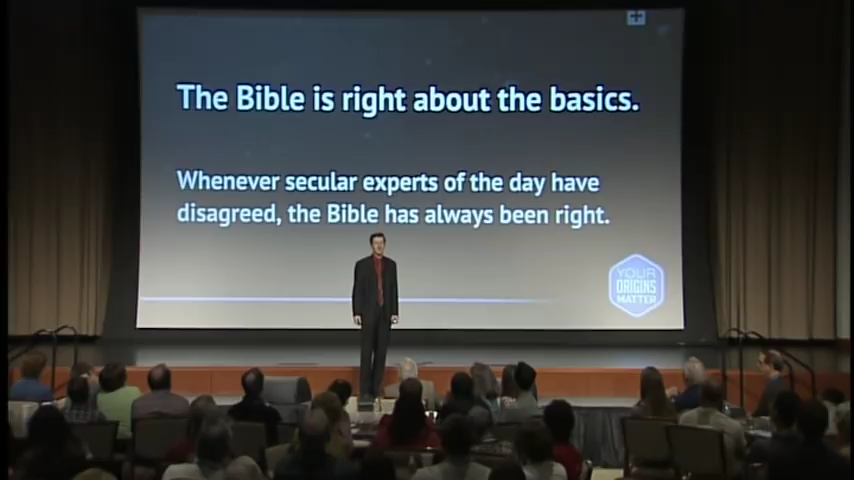 The Bible is right about the basics.
Whenever secular experts of the day have
disagreed, the Bible has always been right.
YOUR
ORIGINS
MATTER